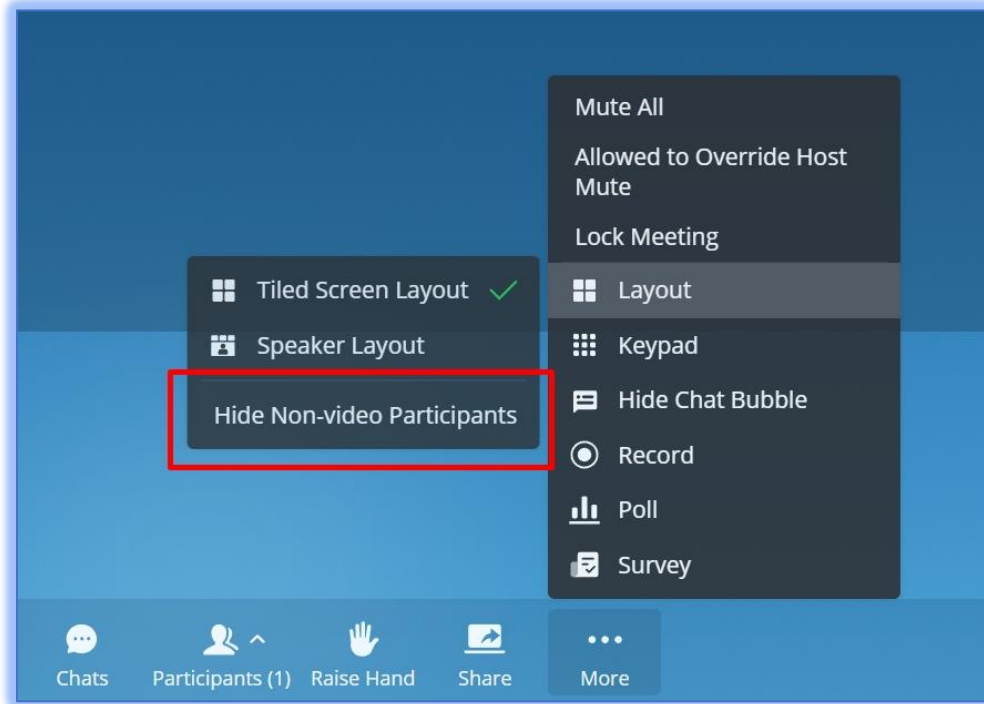 Mute All
Allowed to Override Host
Mute
Lock Meeting
Layout
Keypad
Hide Chat Bubble
Record
Poll
Survey
Tiled Screen Layout
Speaker Layout
Hide Non-video Participants
Chats
Participants (1)
Raise Hand
Share
More